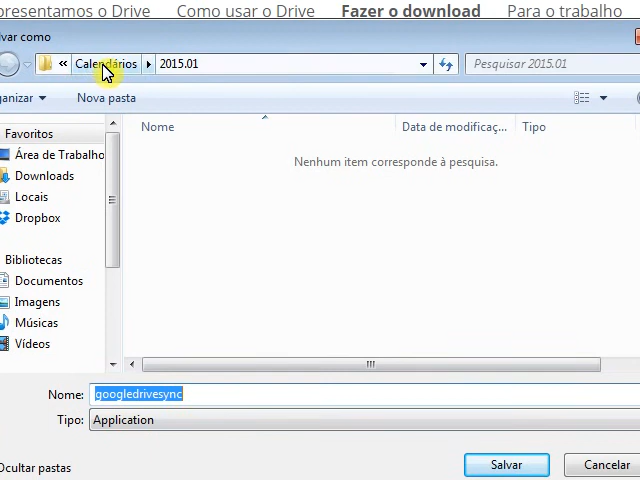 presentamos o Drive Como usar o Drive Fazer o download Para o trabalho
lvar como
« Calendários 2015.01 Pesquisar 2015.01
anizar Nova pasta
Favoritos
Área de Trabalho
Downloads
Locais
Dropbox
Bibliotecas
Documentos
Imagens
Músicas
Vídeos
Nome Data de modificaç... Tipo
Nenhum item corresponde à pesquisa.
Nome: googledrivesync
Tipo: Application
Ocultar pastas Salvar Cancelar